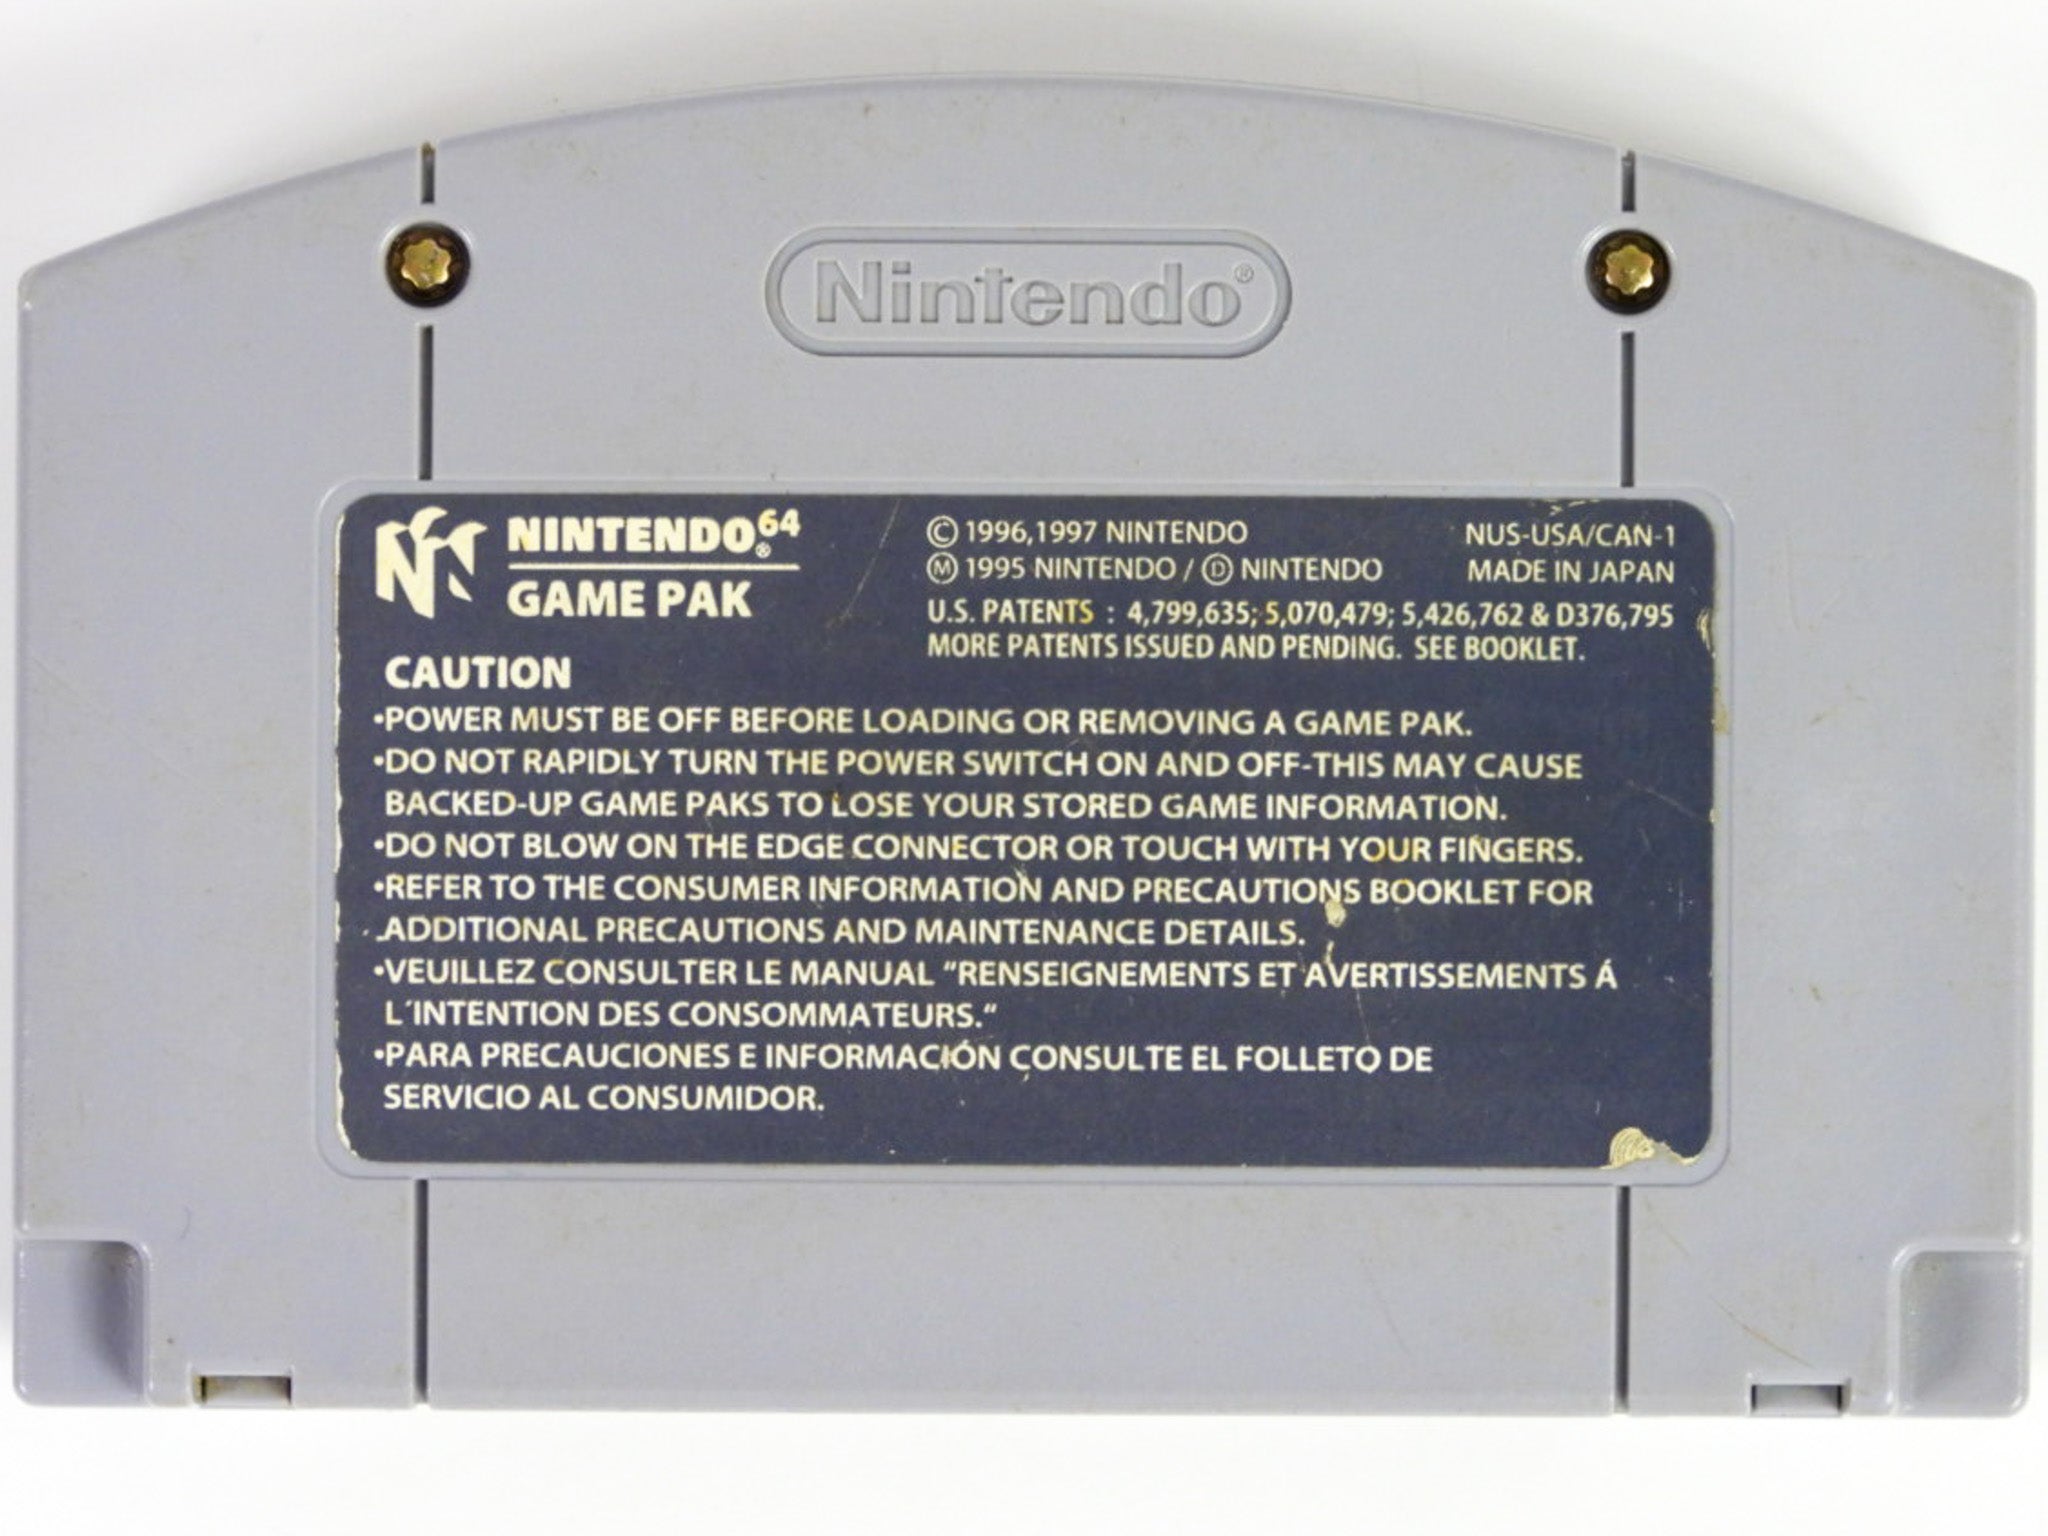 Nintendo®
NINTENDO⁶⁴®
GAME PAK
© 1996,1997 NINTENDO
Ⓜ 1995 NINTENDO / Ⓓ NINTENDO
NUS-USA/CAN-1
MADE IN JAPAN
U.S. PATENTS : 4,799,635; 5,070,479; 5,426,762 & D376,795
MORE PATENTS ISSUED AND PENDING. SEE BOOKLET.
CAUTION
•POWER MUST BE OFF BEFORE LOADING OR REMOVING A GAME PAK.
•DO NOT RAPIDLY TURN THE POWER SWITCH ON AND OFF-THIS MAY CAUSE
BACKED-UP GAME PAKS TO LOSE YOUR STORED GAME INFORMATION.
•DO NOT BLOW ON THE EDGE CONNECTOR OR TOUCH WITH YOUR FINGERS.
•REFER TO THE CONSUMER INFORMATION AND PRECAUTIONS BOOKLET FOR
ADDITIONAL PRECAUTIONS AND MAINTENANCE DETAILS.
•VEUILLEZ CONSULTER LE MANUAL "RENSEIGNEMENTS ET AVERTISSEMENTS Á
L´INTENTION DES CONSOMMATEURS."
•PARA PRECAUCIONES E INFORMACIÓN CONSULTE EL FOLLETO DE
SERVICIO AL CONSUMIDOR.